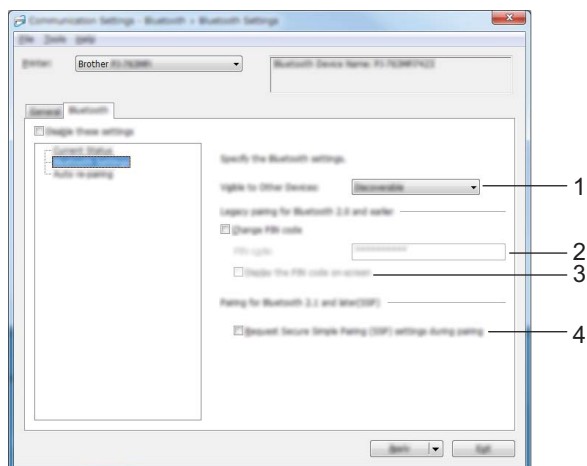 Communication Settings - Bluetooth > Bluetooth Settings
File Tools Help
Printer: Brother Bluetooth Device Name:
General Bluetooth
Disable these settings
Current Status
Bluetooth Settings
Auto re-pairing
Specify the Bluetooth settings.
Visible to Other Devices: Discoverable 1
Legacy pairing for Bluetooth 2.0 and earlier
Change PIN code
PIN code: 2
Display the PIN code on-screen 3
Pairing for Bluetooth 2.1 and later(SSP)
Request Secure Simple Pairing (SSP) settings during pairing 4
Apply Exit